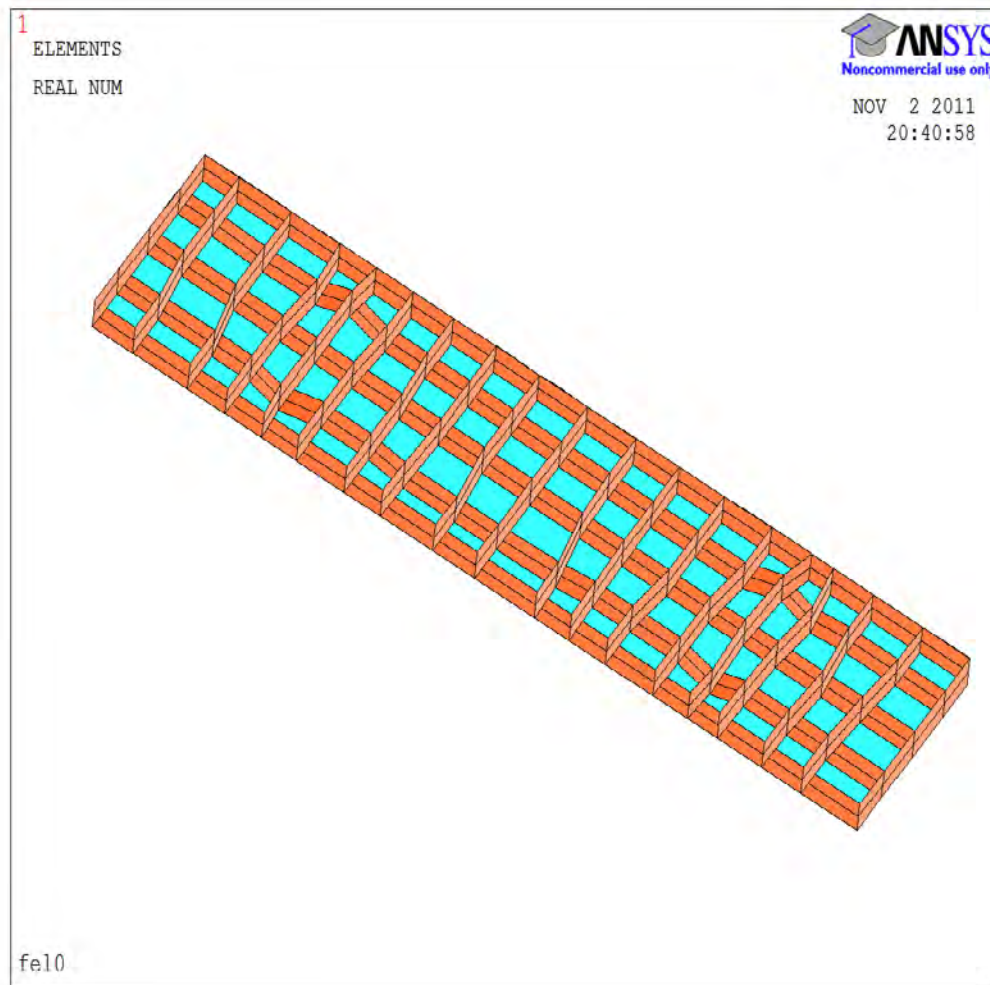 1
ELEMENTS
REAL NUM
ANSYS
Noncommercial use only
NOV 2 2011
20:40:58
fel0